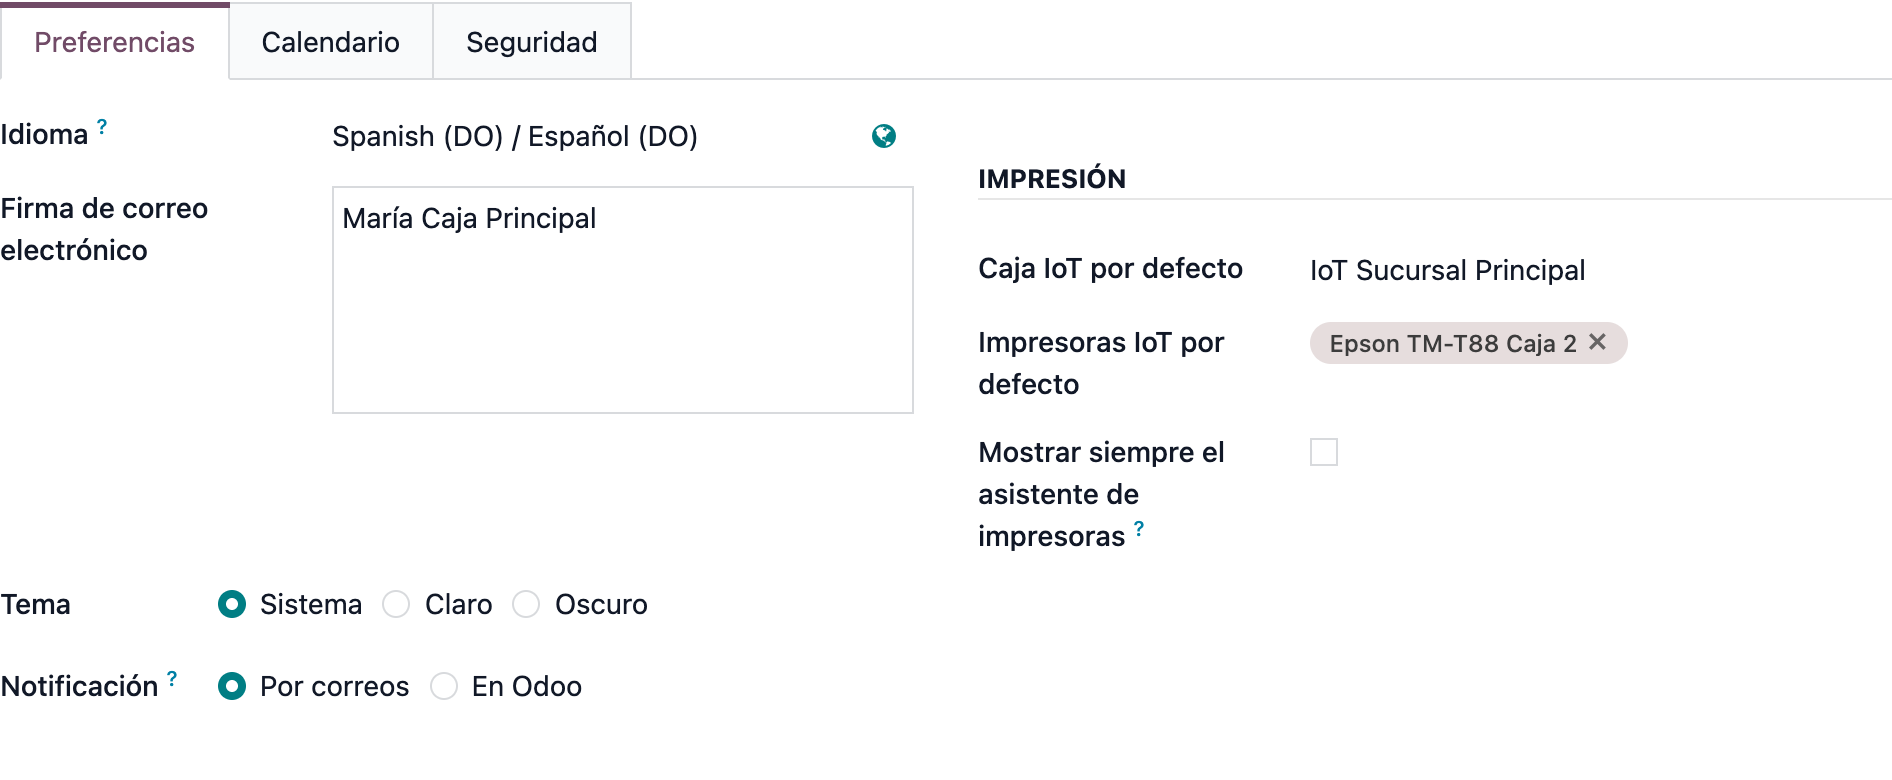 Preferencias
Calendario
Seguridad
Idioma ?
Spanish (DO) / Español (DO)
Firma de correo
electrónico
María Caja Principal
IMPRESIÓN
Caja IoT por defecto
IoT Sucursal Principal
Impresoras IoT por
defecto
Epson TM-T88 Caja 2 ✕
Mostrar siempre el
asistente de
impresoras ?
Tema
Sistema
Claro
Oscuro
Notificación ?
Por correos
En Odoo